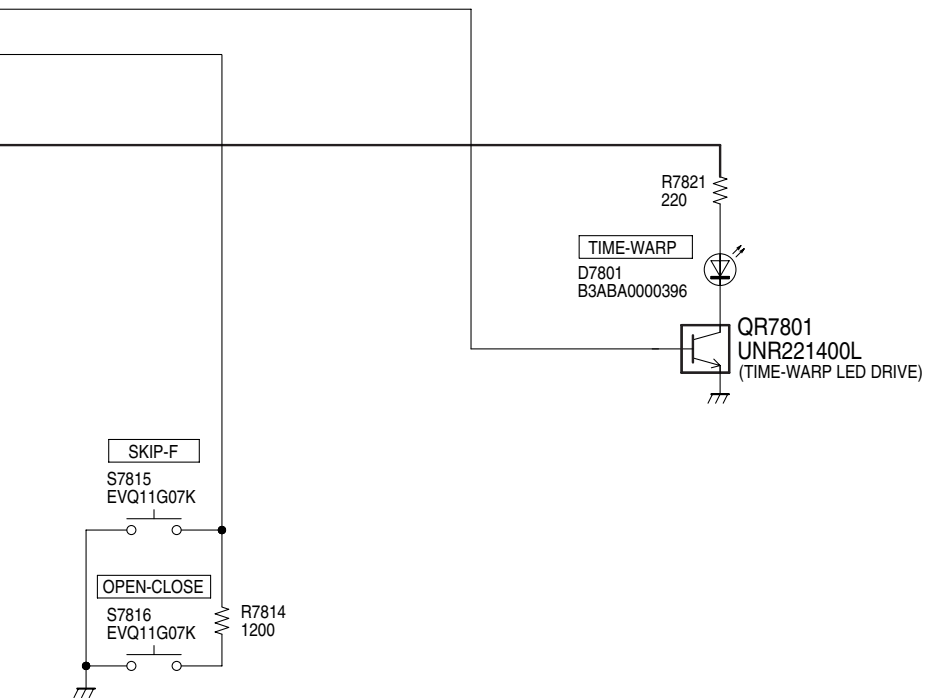 R7821
220
TIME-WARP
D7801
B3ABA0000396
QR7801
UNR221400L
(TIME-WARP LED DRIVE)
SKIP-F
S7815
EVQ11G07K
OPEN-CLOSE
S7816
EVQ11G07K
R7814
1200